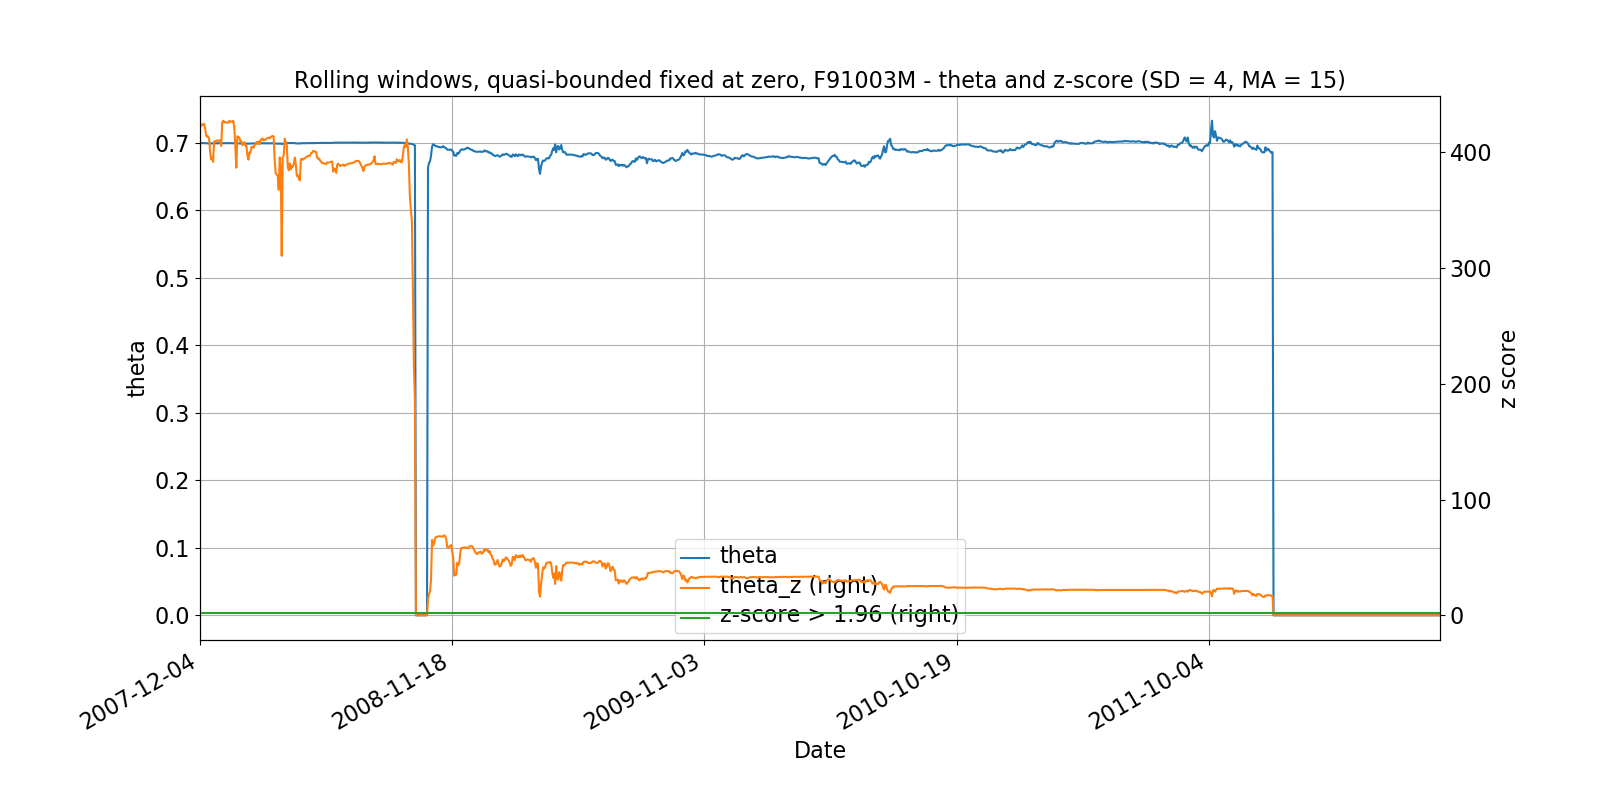 Rolling windows, quasi-bounded fixed at zero, F91003M - theta and z-score (SD = 4, MA = 15)
0.7
0.6
0.5
0.4
0.3
0.2
0.1
0.0
theta
400
300
200
100
0
z score
theta
theta_z (right)
z-score > 1.96 (right)
2007-12-04
2008-11-18
2009-11-03
2010-10-19
2011-10-04
Date